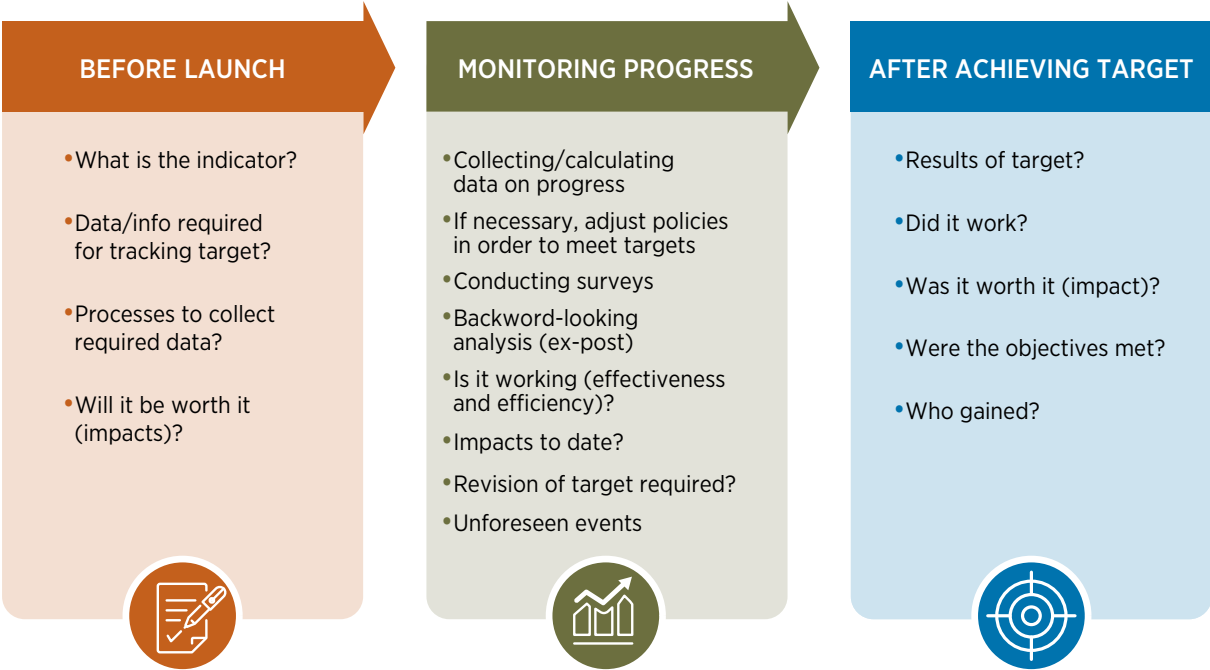 BEFORE LAUNCH
•What is the indicator?
•Data/info required
for tracking target?
•Processes to collect
required data?
•Will it be worth it
(impacts)?
MONITORING PROGRESS
•Collecting/calculating
data on progress
•If necessary, adjust policies
in order to meet targets
•Conducting surveys
•Backword-looking
analysis (ex-post)
•Is it working (effectiveness
and efficiency)?
•Impacts to date?
•Revision of target required?
•Unforeseen events
AFTER ACHIEVING TARGET
•Results of target?
•Did it work?
•Was it worth it (impact)?
•Were the objectives met?
•Who gained?